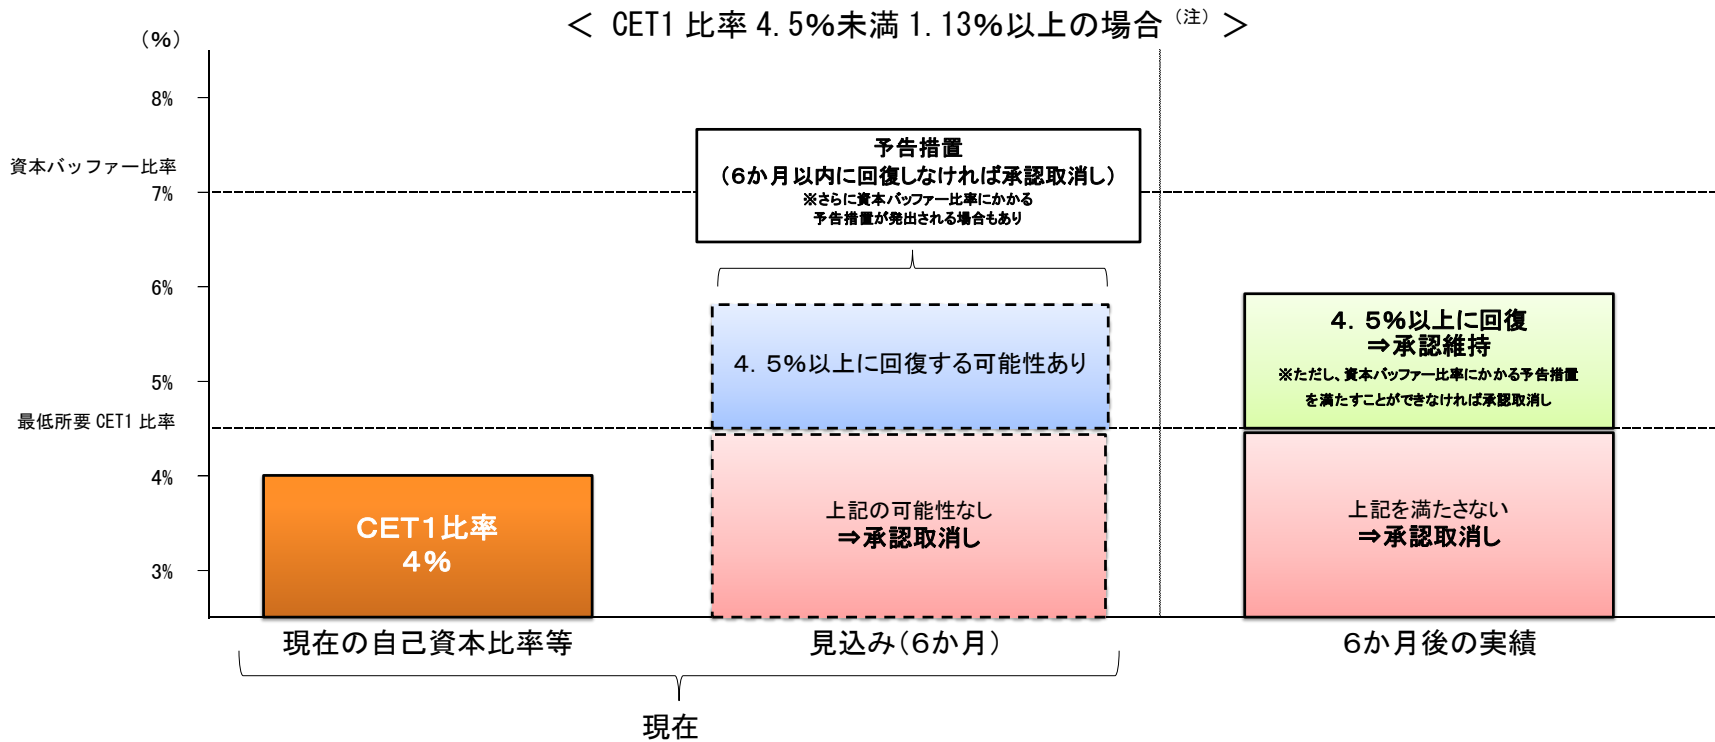 < CET1 比率 4.5%未満 1.13%以上の場合（注）>
（%）
8%
資本バッファー比率
7%
6%
5%
最低所要 CET1 比率
4%
3%
予告措置
（6か月以内に回復しなければ承認取消し）
※さらに資本バッファー比率にかかる
予告措置が発出される場合もあり
4．5%以上に回復する可能性あり
4．5%以上に回復
⇒承認維持
※ただし、資本バッファー比率にかかる予告措置
を満たすことができなければ承認取消し
CET1比率
4%
上記の可能性なし
⇒承認取消し
上記を満たさない
⇒承認取消し
現在の自己資本比率等
見込み（6か月）
6か月後の実績
現在